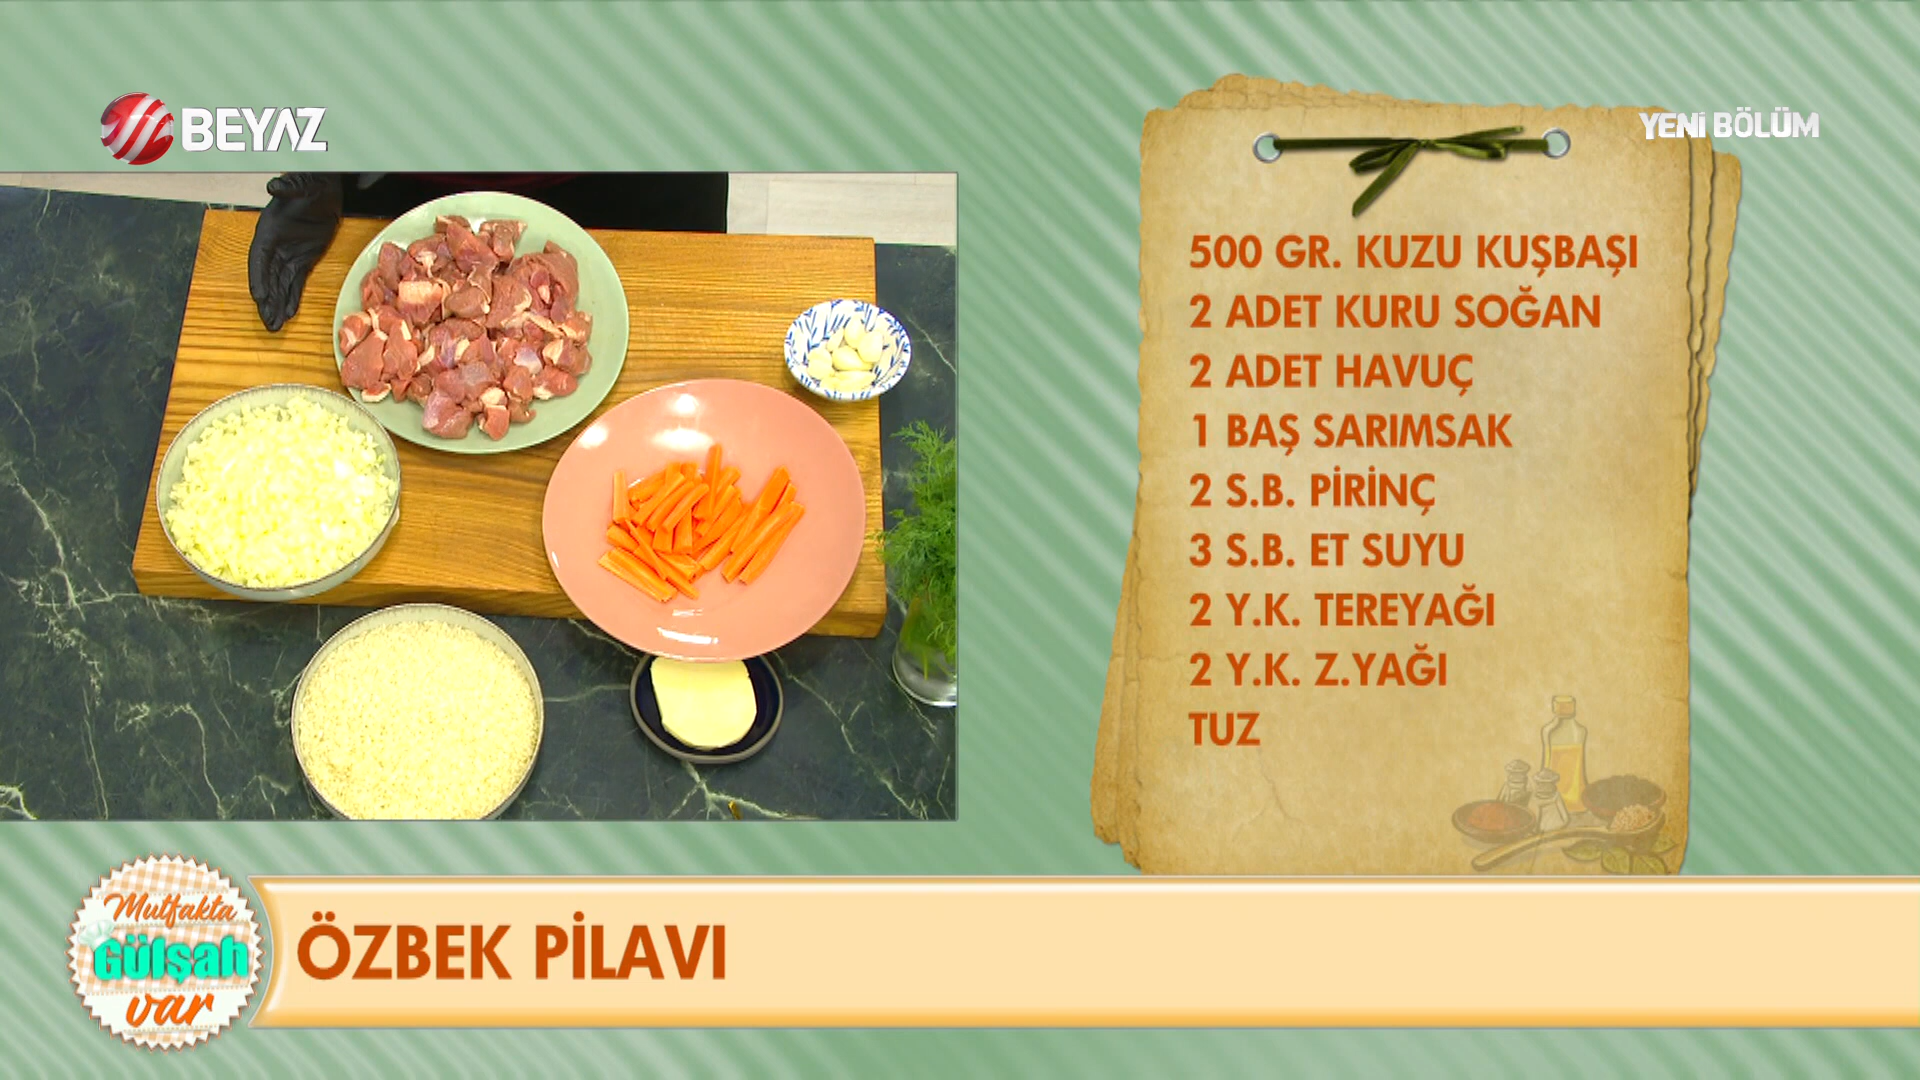 BEYAZ
YENİ BÖLÜM
500 GR. KUZU KUŞBAŞI
2 ADET KURU SOĞAN
2 ADET HAVUÇ
1 BAŞ SARIMSAK
2 S.B. PİRİNÇ
3 S.B. ET SUYU
2 Y.K. TEREYAĞI
2 Y.K. Z.YAĞI
TUZ
Mutfakta
Gülşah
var
ÖZBEK PİLAVI